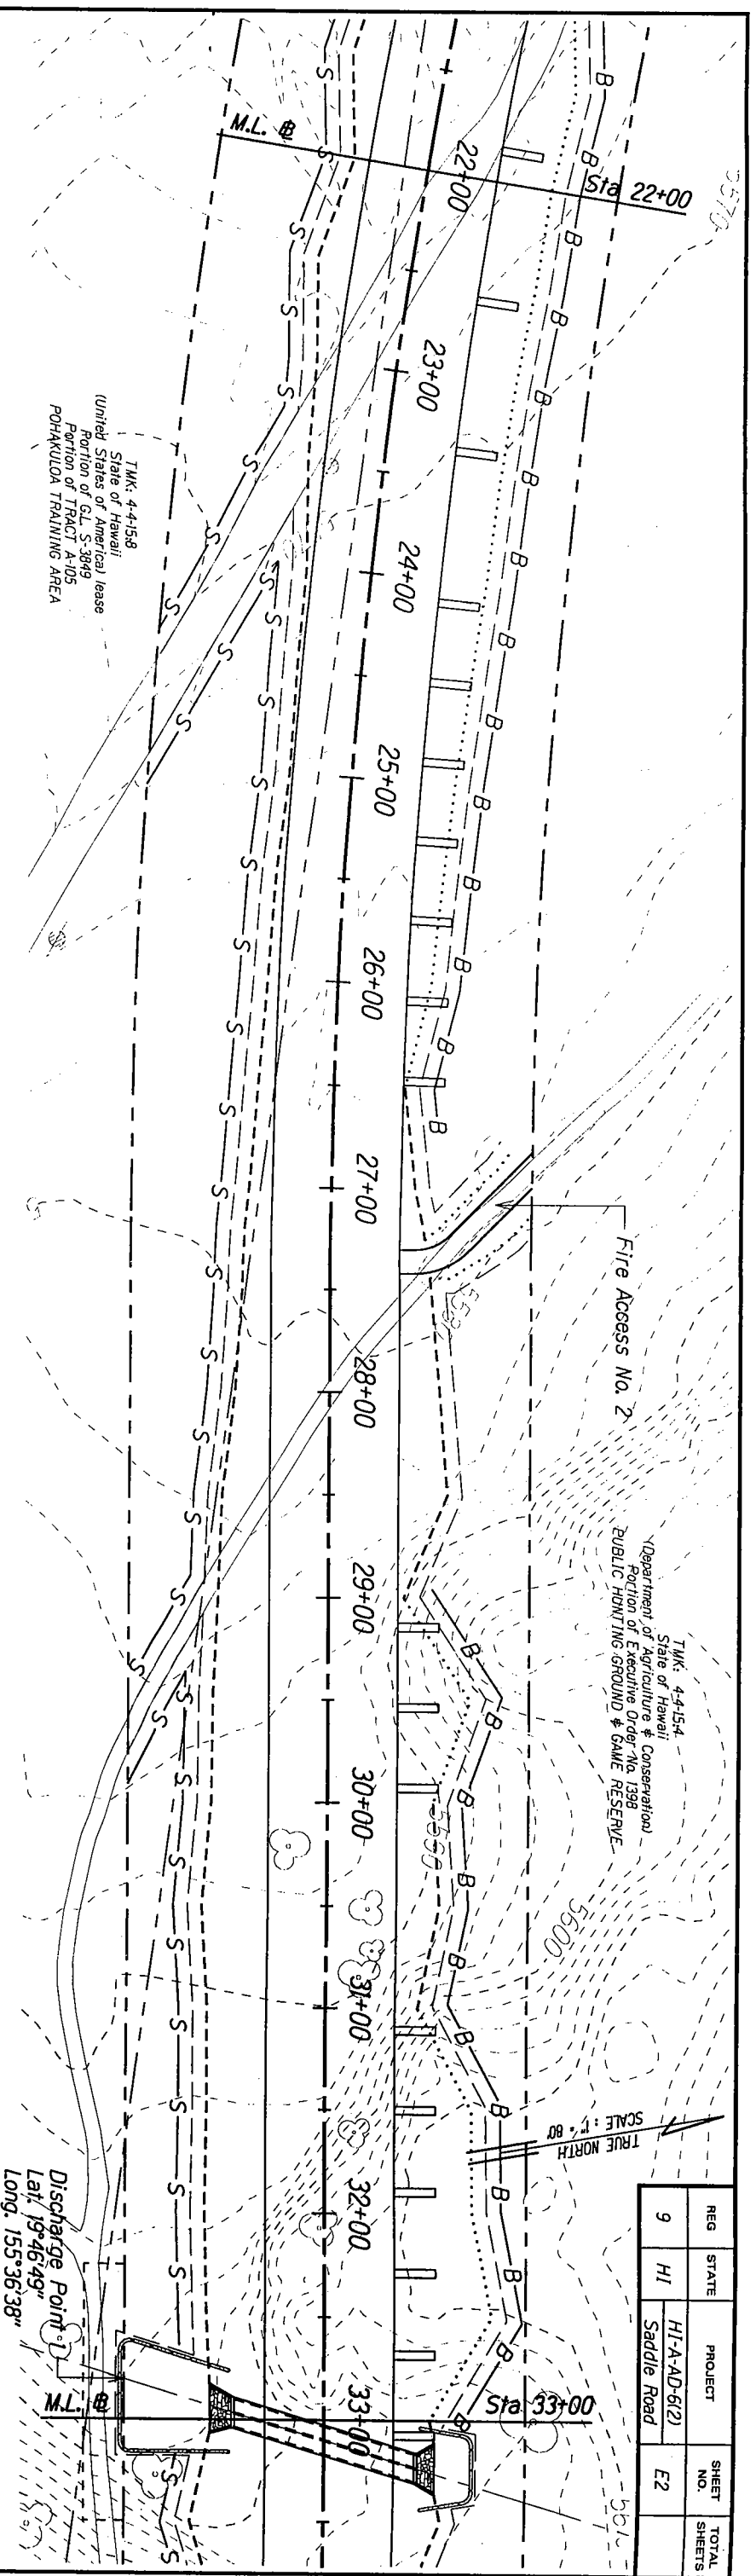 REG
STATE
PROJECT
SHEET NO.
TOTAL SHEETS
9
HI
HI-A-AD-6(2)
Saddle Road
E2
M.L. ℄ B
Sta 22+00
22+00
23+00
24+00
25+00
26+00
27+00
28+00
29+00
30+00
31+00
32+00
33+00
M.L. ℄ B
Sta 33+00
TMK: 4-4-15:8
State of Hawaii
(United States of America) lease
Portion of G.L. S-3849
Portion of TRACT A-105
POHAKULOA TRAINING AREA
Fire Access No. 2
TMK: 4-4-15:4
State of Hawaii
(Department of Agriculture & Conservation)
Portion of Executive Order No. 1398
PUBLIC HUNTING GROUND & GAME RESERVE
5570
5600
5600
TRUE NORTH
SCALE : 1" = 80'
Discharge Point 1
Lat. 19°46'49"
Long. 155°36'38"